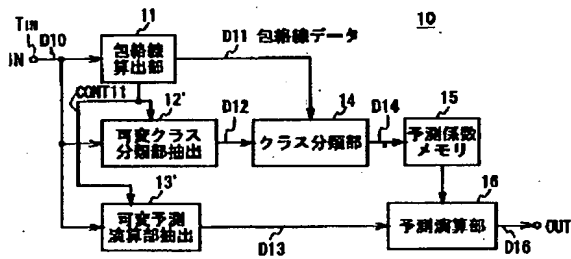 10
11
TIN
D10
IN
包絡線
算出部
D11 包絡線データ
CONT11
12'
可変クラス
分類部抽出
D12
14
クラス分類部
D14
15
予測係数
メモリ
13'
可変予測
演算部抽出
D13
16
予測演算部
OUT
D16